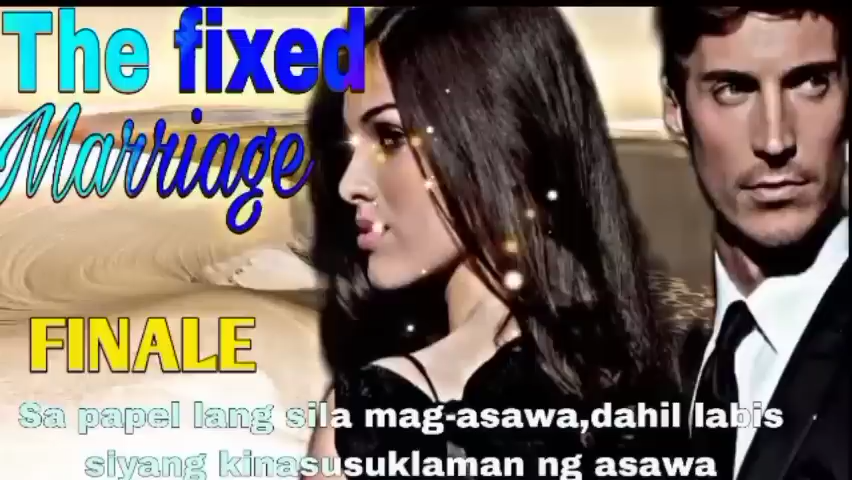 The fixed
Marriage
FINALE
Sa papel lang sila mag-asawa,dahil labis
siyang kinasusuklaman ng asawa